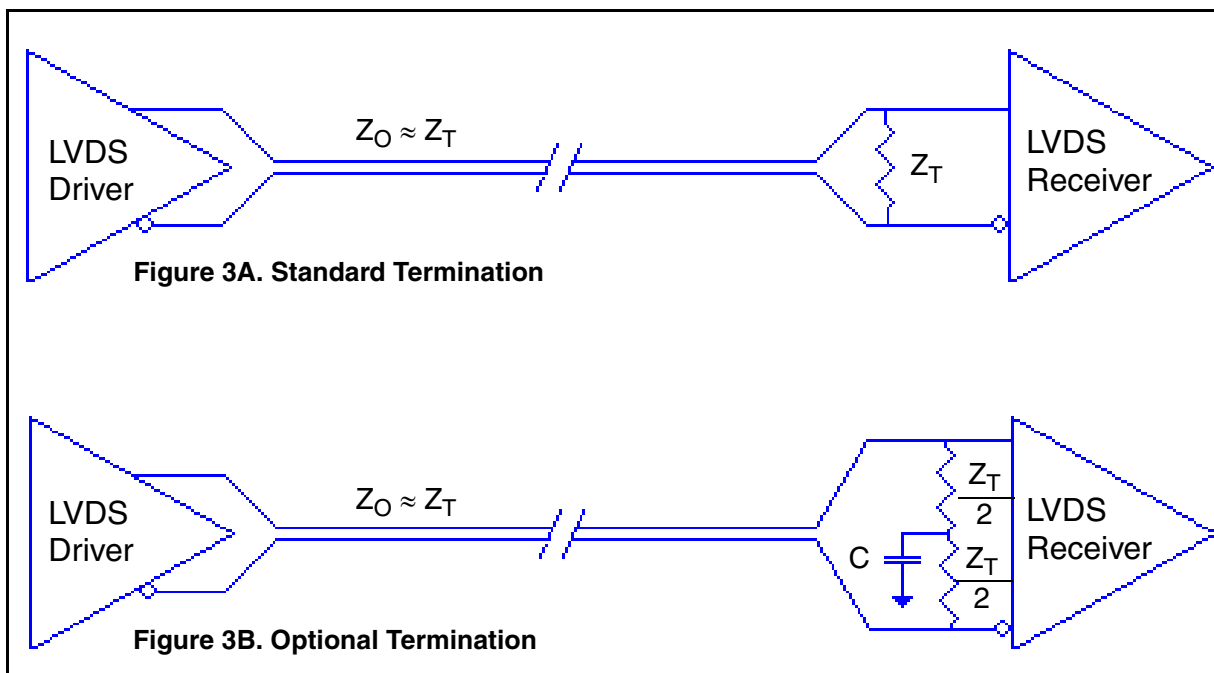 LVDS
Driver
Z_O ≈ Z_T
Z_T
LVDS
Receiver
Figure 3A. Standard Termination
LVDS
Driver
Z_O ≈ Z_T
C
Z_T
2
Z_T
2
LVDS
Receiver
Figure 3B. Optional Termination